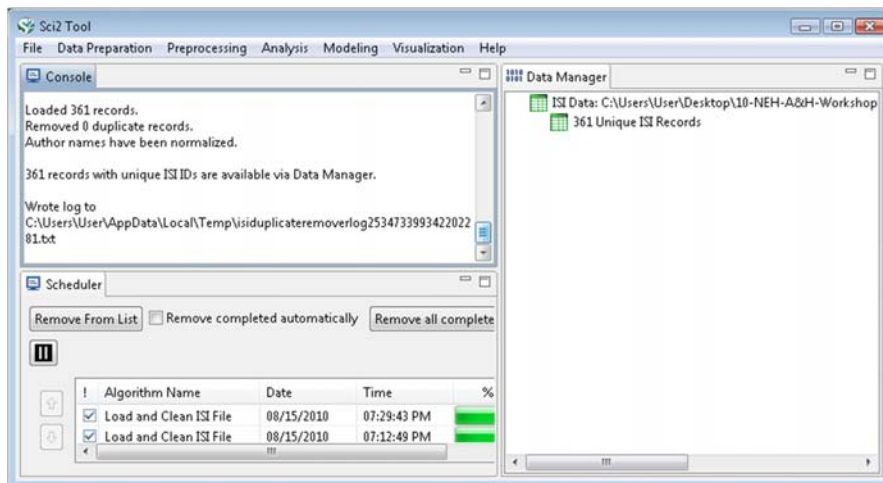 Sci2 Tool
File Data Preparation Preprocessing Analysis Modeling Visualization Help
Console
Loaded 361 records.
Removed 0 duplicate records.
Author names have been normalized.
361 records with unique ISI IDs are available via Data Manager.
Wrote log to
C:\Users\User\AppData\Local\Temp\isiduplicateremoverlog2534733993422022
81.txt
Scheduler
Remove From List Remove completed automatically Remove all complete
! Algorithm Name Date Time %
Load and Clean ISI File 08/15/2010 07:29:43 PM
Load and Clean ISI File 08/15/2010 07:12:49 PM
Data Manager
ISI Data: C:\Users\User\Desktop\10-NEH-A&H-Workshop
361 Unique ISI Records